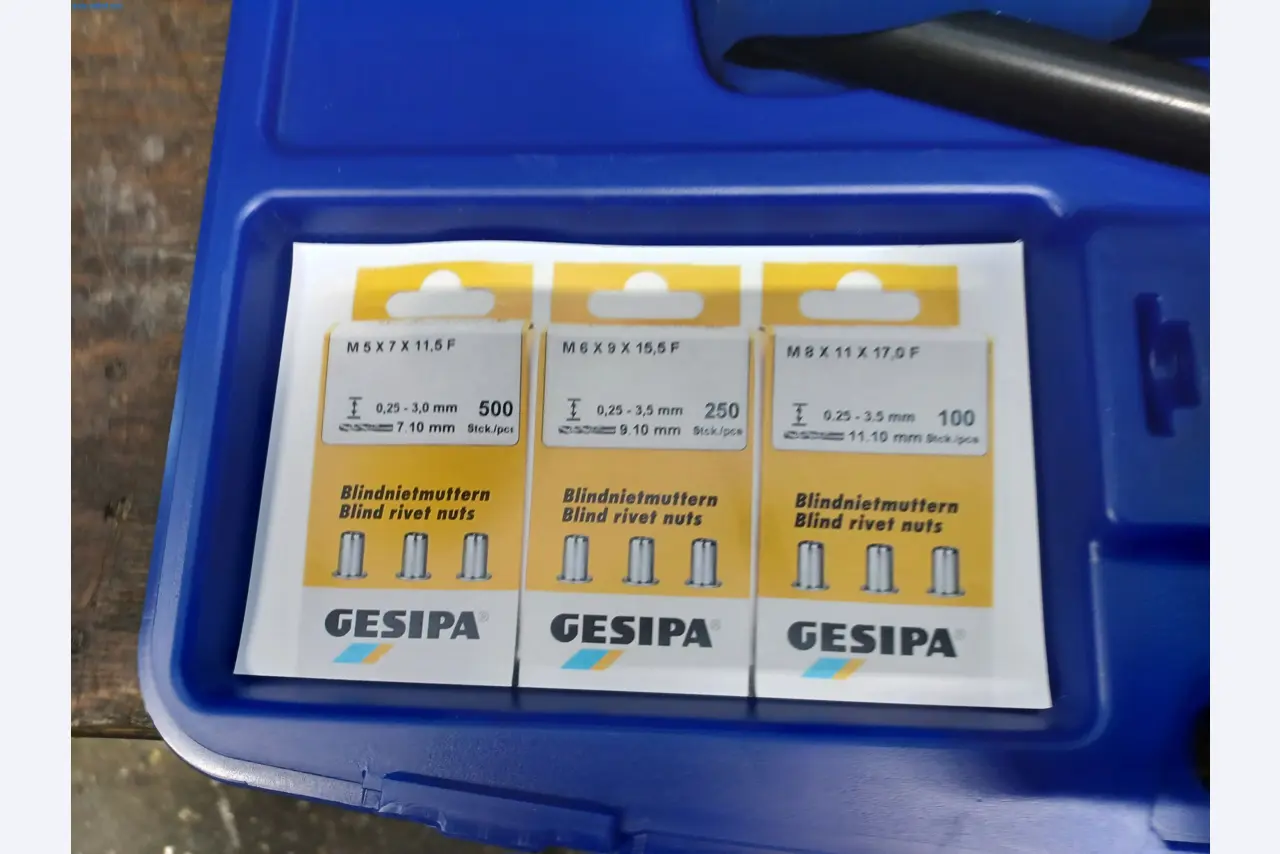 M 5 X 7 X 11,5 F
0,25 - 3,0 mm 500
7.10 mm Stck./pcs
Blindnietmuttern
Blind rivet nuts
GESIPA®
M 6 X 9 X 15,5 F
0,25 - 3,5 mm 250
9.10 mm Stck./pcs
Blindnietmuttern
Blind rivet nuts
GESIPA®
M 8 X 11 X 17,0 F
0,25 - 3,5 mm 100
11.10 mm Stck./pcs
Blindnietmuttern
Blind rivet nuts
GESIPA®